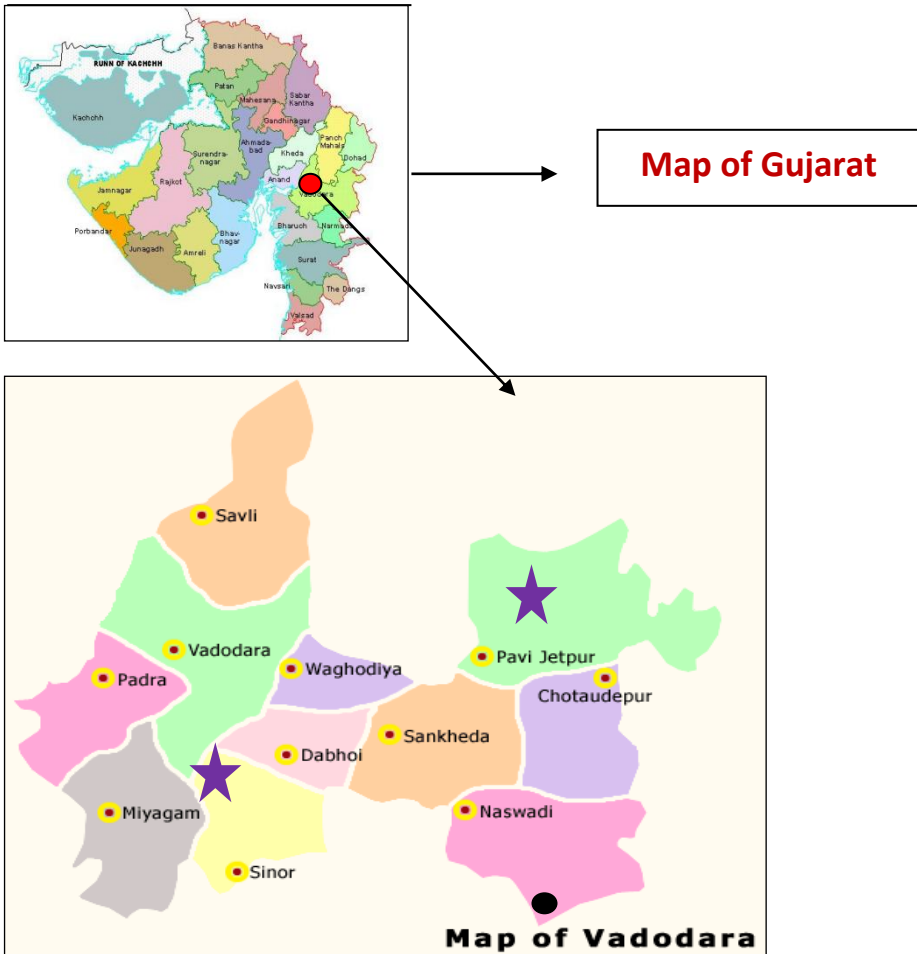 Banas Kantha
RUNN OF KACHCHH
Patan
Sabar
Kantha
Mahesana
Kachchh
Gandhinagar
Panch
Mahals
Ahmada-
bad
Surendra-
nagar
Kheda
Dohad
Anand
Rajkot
Jamnagar
Vadodara
Porbandar
Bhav-
nagar
Bharuch
Narmada
Junagadh
Amreli
Surat
Navsari
The Dangs
Valsad
Map of Gujarat
Savli
Vadodara
Waghodiya
Pavi Jetpur
Padra
Chotaudepur
Sankheda
Dabhoi
Miyagam
Naswadi
Sinor
Map of Vadodara